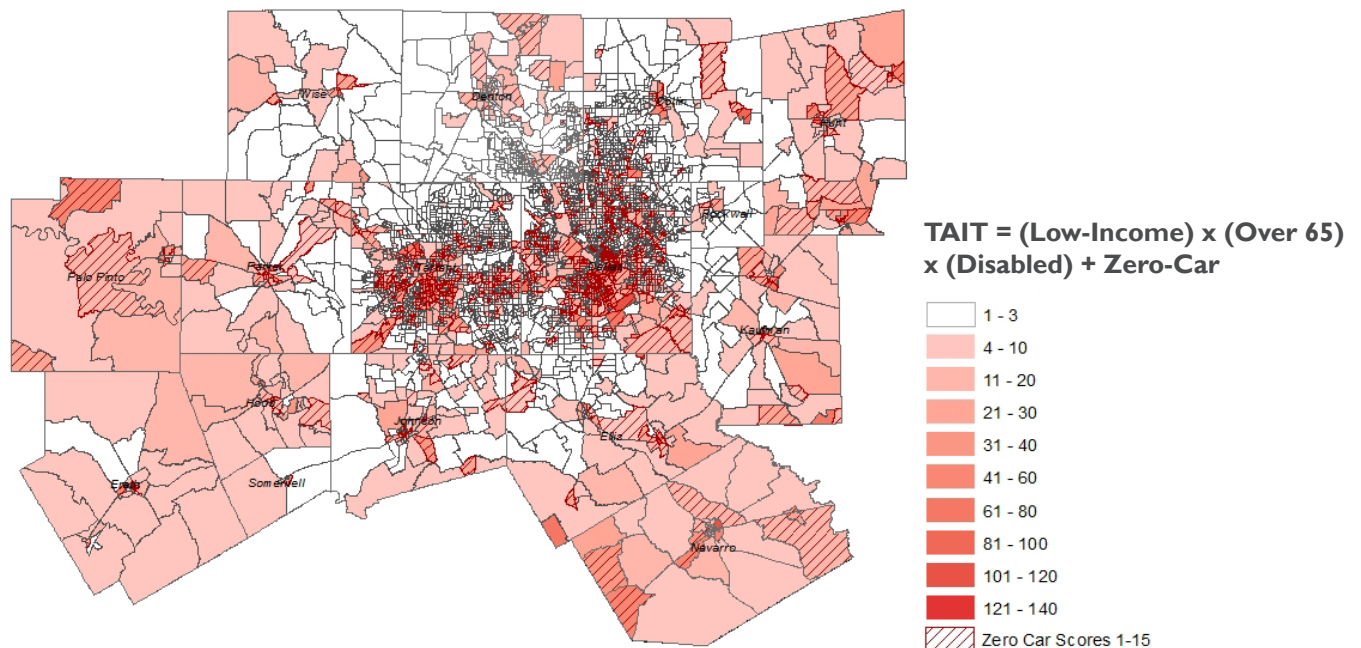 Wise
Denton
Collin
Hunt
Palo Pinto
Parker
Tarrant
Dallas
Rockwall
Kaufman
Hood
Johnson
Ellis
Erath
Somervell
Navarro
TAIT = (Low-Income) x (Over 65)
x (Disabled) + Zero-Car
1 - 3
4 - 10
11 - 20
21 - 30
31 - 40
41 - 60
61 - 80
81 - 100
101 - 120
121 - 140
Zero Car Scores 1-15